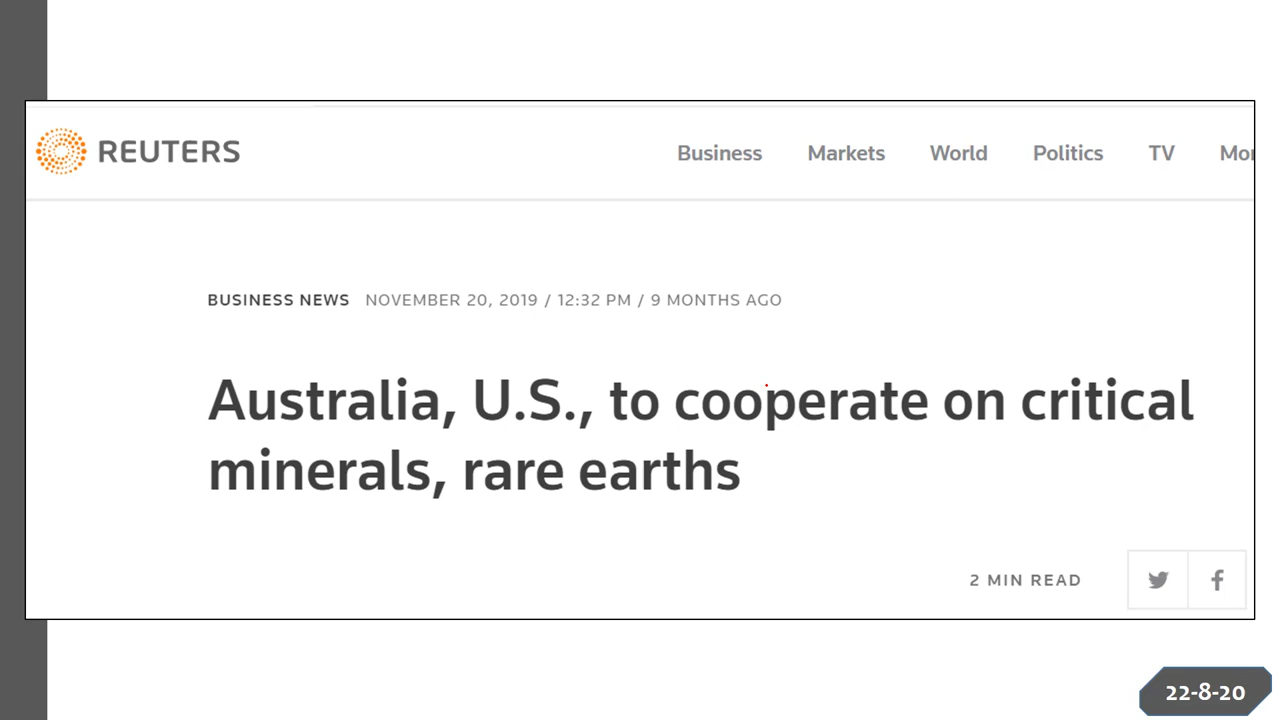 REUTERS
Business Markets World Politics TV Mor
BUSINESS NEWS NOVEMBER 20, 2019 / 12:32 PM / 9 MONTHS AGO
Australia, U.S., to cooperate on critical
minerals, rare earths
2 MIN READ
22-8-20